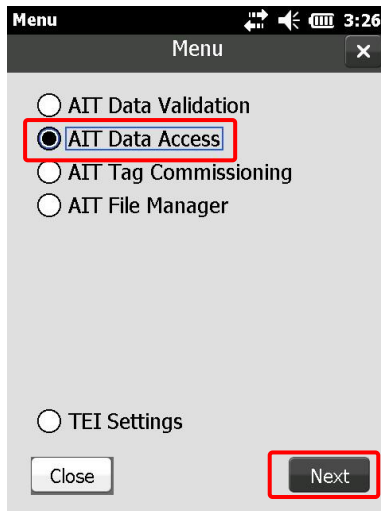 Menu 3:26
Menu
AIT Data Validation
AIT Data Access
AIT Tag Commissioning
AIT File Manager
TEI Settings
Close Next